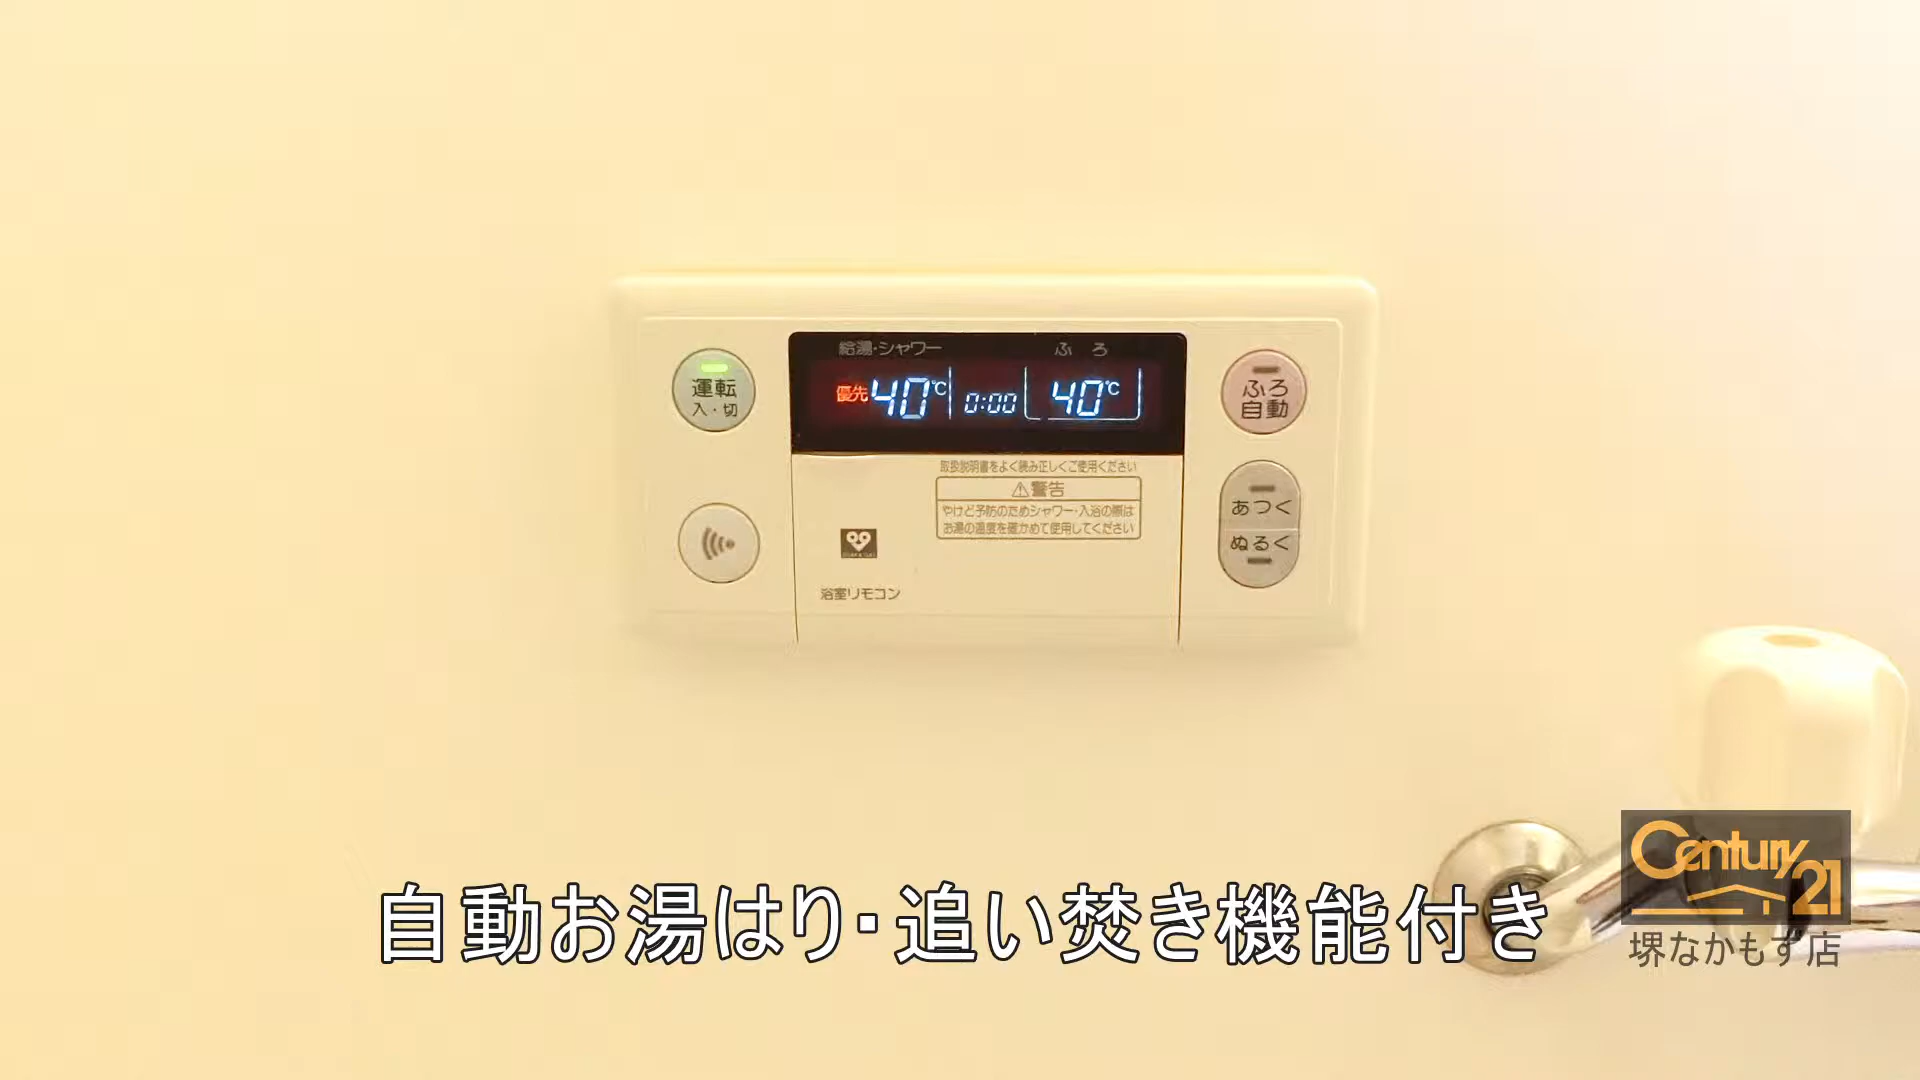 給湯・シャワー
ふろ
運転
入・切
優先 40℃ 0:00 40℃
ふろ
自動
取扱説明書をよく読み正しくご使用ください
⚠警告
やけど予防のためシャワー・入浴の際は
お湯の温度を確かめて使用してください
あつく
ぬるく
浴室リモコン
自動お湯はり・追い焚き機能付き
Century 21
堺なかもず店